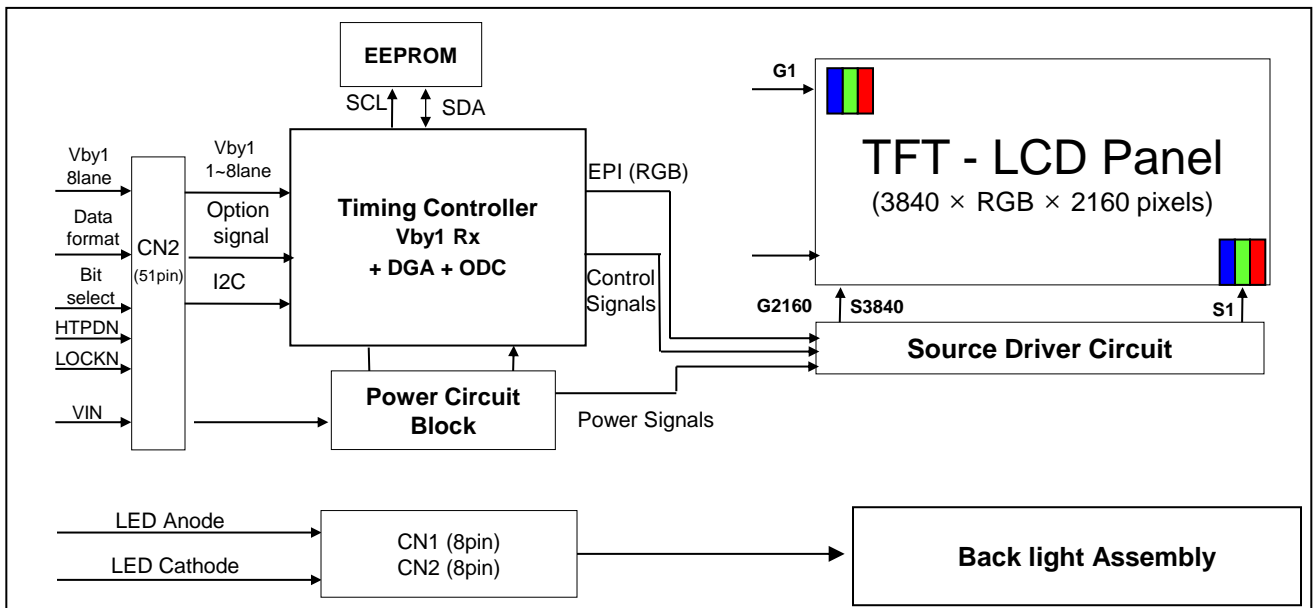 EEPROM
SCL
SDA
G1
TFT - LCD Panel
(3840 × RGB × 2160 pixels)
Vby1
8lane
Data
format
Bit
select
HTPDN
LOCKN
VIN
CN2
(51pin)
Vby1
1~8lane
Option
signal
I2C
Timing Controller
Vby1 Rx
+ DGA + ODC
EPI (RGB)
Control
Signals
G2160
S3840
S1
Source Driver Circuit
Power Circuit
Block
Power Signals
LED Anode
LED Cathode
CN1 (8pin)
CN2 (8pin)
Back light Assembly